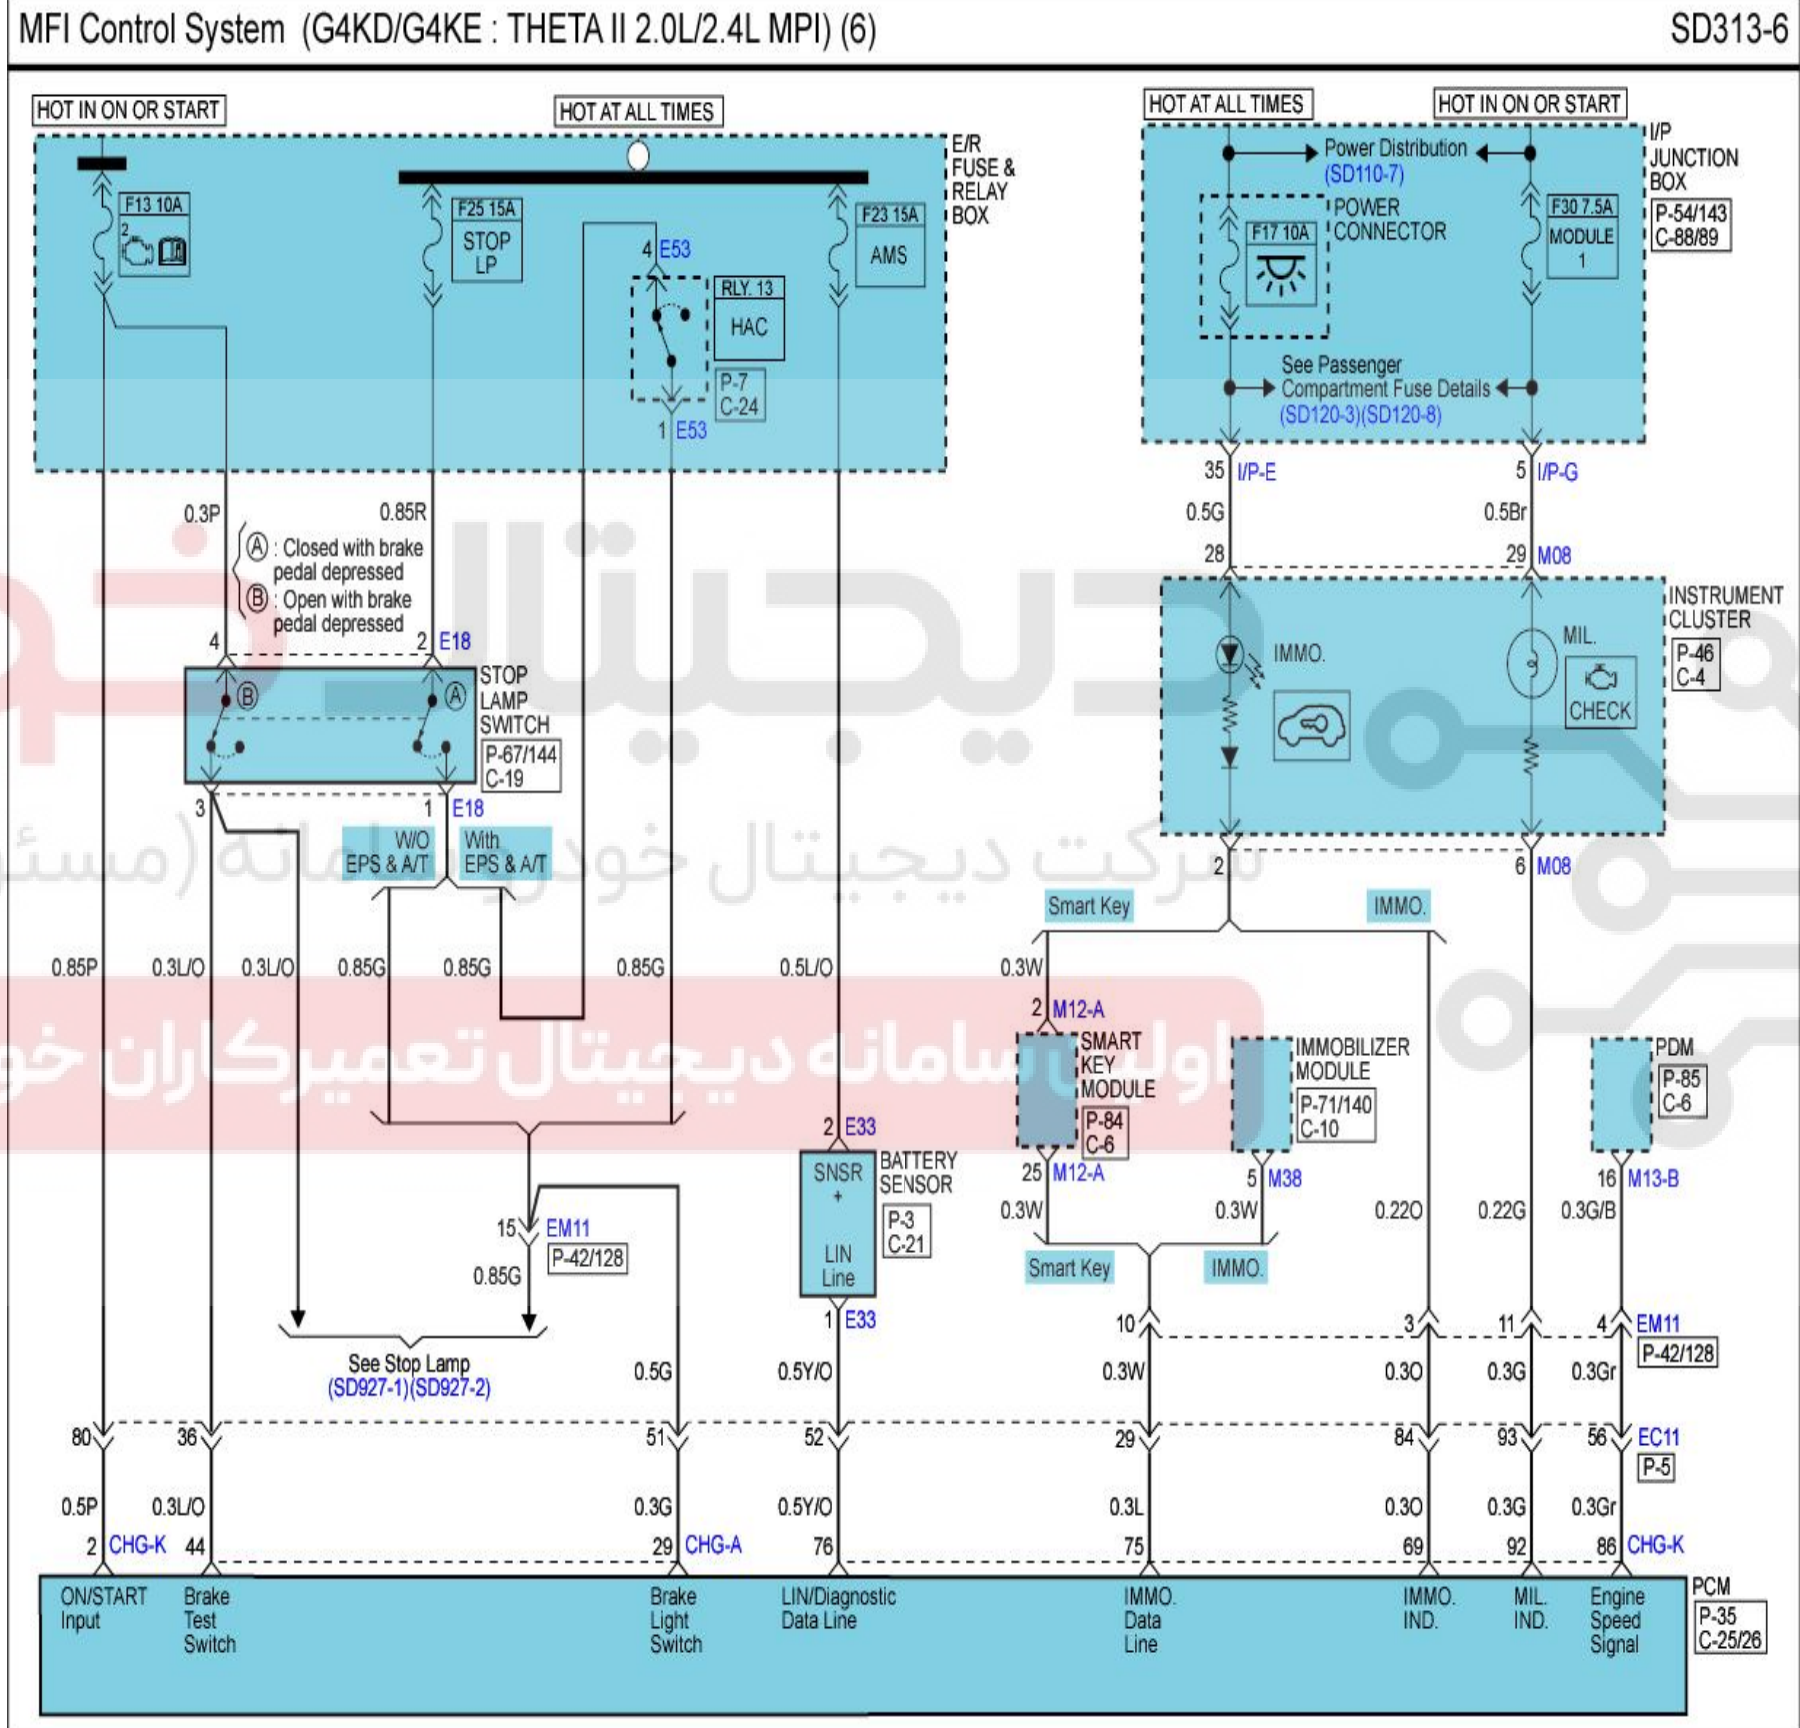 MFI Control System (G4KD/G4KE : THETA II 2.0L/2.4L MPI) (6)
SD313-6
HOT IN ON OR START
HOT AT ALL TIMES
HOT AT ALL TIMES
HOT IN ON OR START
E/R
FUSE &
RELAY
BOX
F13 10A
2
F25 15A
STOP
LP
4 E53
RLY. 13
HAC
P-7
C-24
1 E53
F23 15A
AMS
Power Distribution
(SD110-7)
POWER
CONNECTOR
F17 10A
F30 7.5A
MODULE
1
I/P
JUNCTION
BOX
P-54/143
C-88/89
See Passenger
Compartment Fuse Details
(SD120-3)(SD120-8)
35 I/P-E
5 I/P-G
0.3P
0.85R
0.5G
0.5Br
A : Closed with brake
pedal depressed
B : Open with brake
pedal depressed
28
29 M08
4
2 E18
B
A
STOP
LAMP
SWITCH
P-67/144
C-19
IMMO.
MIL.
CHECK
INSTRUMENT
CLUSTER
P-46
C-4
3
1 E18
W/O
EPS & A/T
With
EPS & A/T
2
6 M08
Smart Key
IMMO.
0.85P
0.3L/O
0.3L/O
0.85G
0.85G
0.85G
0.5L/O
0.3W
2 M12-A
SMART
KEY
MODULE
P-84
C-6
IMMOBILIZER
MODULE
P-71/140
C-10
PDM
P-85
C-6
2 E33
SNSR
+
LIN
Line
BATTERY
SENSOR
P-3
C-21
25 M12-A
5 M38
16 M13-B
0.3W
0.3W
0.22O
0.22G
0.3G/B
15 EM11
P-42/128
0.85G
Smart Key
IMMO.
1 E33
10
3
11
4 EM11
P-42/128
See Stop Lamp
(SD927-1)(SD927-2)
0.5G
0.5Y/O
0.3W
0.3O
0.3G
0.3Gr
80
36
51
52
29
84
93
56 EC11
P-5
0.5P
0.3L/O
0.3G
0.5Y/O
0.3L
0.3O
0.3G
0.3Gr
2 CHG-K
44
29 CHG-A
76
75
69
92
86 CHG-K
ON/START
Input
Brake
Test
Switch
Brake
Light
Switch
LIN/Diagnostic
Data Line
IMMO.
Data
Line
IMMO.
IND.
MIL.
IND.
Engine
Speed
Signal
PCM
P-35
C-25/26
دیجیتال خو
شرکت دیجیتال خودرو سامانه (مسئو
اولین سامانه دیجیتال تعمیرکاران خو